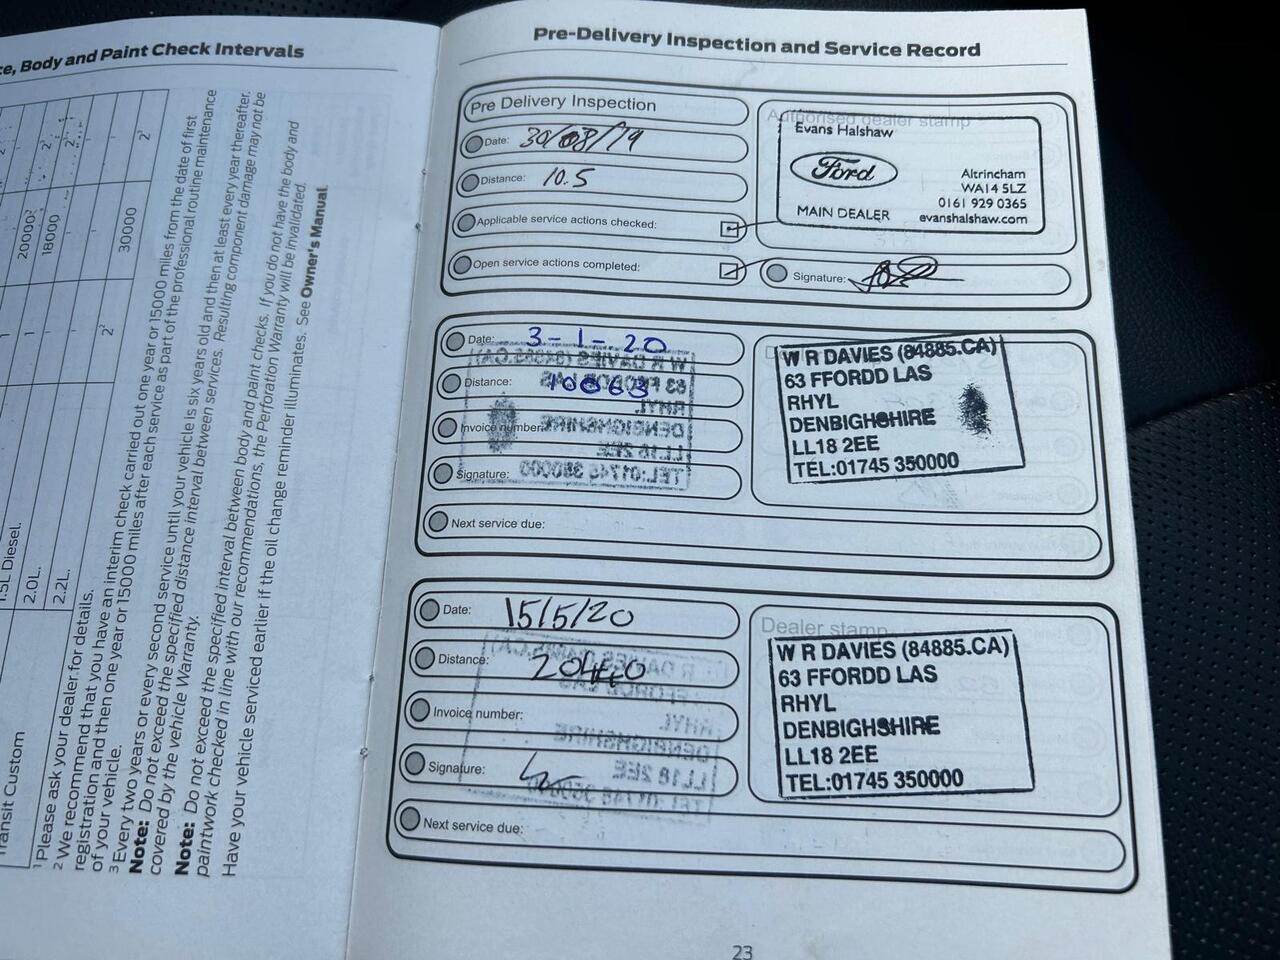 e, Body and Paint Check Intervals
20000³
18000
30000
2¹
2¹
1
1
2¹
1.5L Diesel.
2.0L.
2.2L.
Transit Custom
¹ Please ask your dealer for details.
² We recommend that you have an interim check carried out one year or 15000 miles from the date of first
registration and then one year or 15000 miles after each service as part of the professional routine maintenance
of your vehicle.
³ Every two years or every second service until your vehicle is six years old and then at least every year thereafter.
Note: Do not exceed the specified distance interval between services. Resulting component damage may not be
covered by the vehicle Warranty.
Note: Do not exceed the specified interval between body and paint checks. If you do not have the body and
paintwork checked in line with our recommendations, the Perforation Warranty will be invalidated.
Have your vehicle serviced earlier if the oil change reminder illuminates. See Owner's Manual.
Pre-Delivery Inspection and Service Record
Pre Delivery Inspection
Date: 30/08/19
Distance: 10.5
Applicable service actions checked:
Open service actions completed:
Authorised dealer stamp
Evans Halshaw
Ford
Altrincham
WA14 5LZ
0161 929 0365
MAIN DEALER
evanshalshaw.com
Signature:
Date: 3-1-20
Distance: 10063
Invoice number:
Signature:
Next service due:
W R DAVIES (84885.CA)
63 FFORDD LAS
RHYL
DENBIGHSHIRE
LL18 2EE
TEL:01745 350000
Date: 15/5/20
Distance: 20440
Invoice number:
Signature:
Next service due:
Dealer stamp
W R DAVIES (84885.CA)
63 FFORDD LAS
RHYL
DENBIGHSHIRE
LL18 2EE
TEL:01745 350000
23